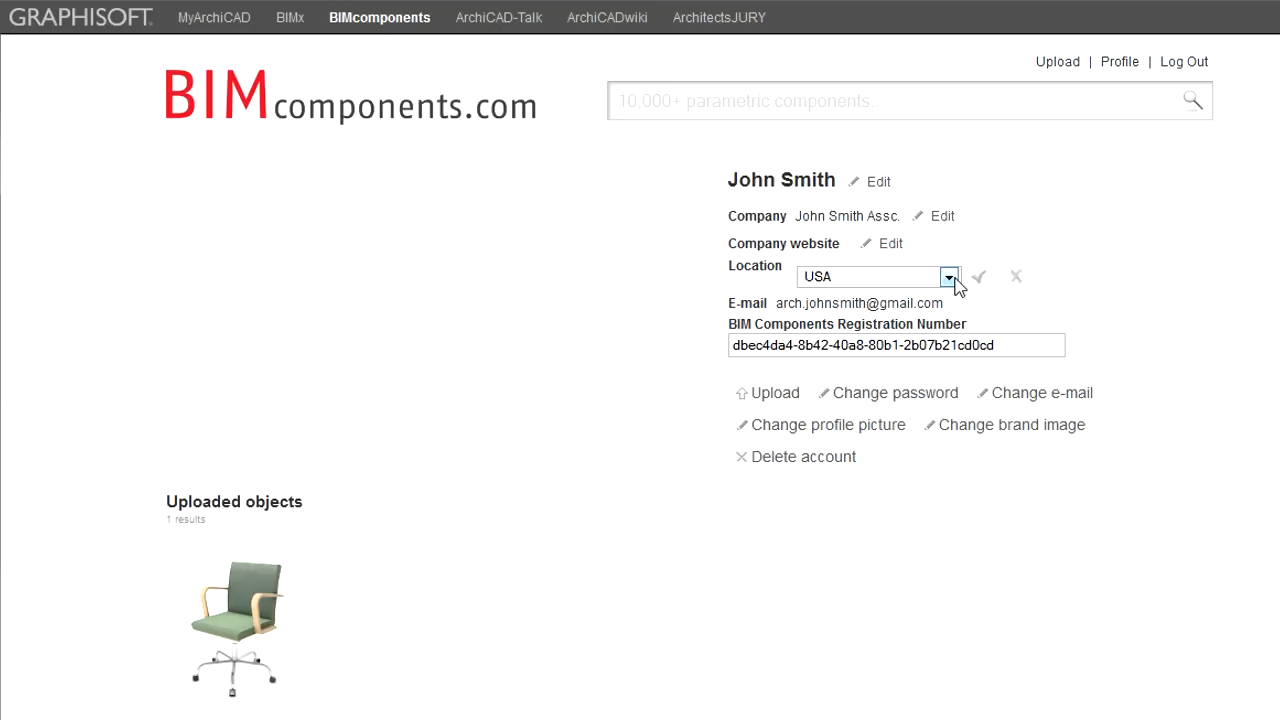 GRAPHISOFT. MyArchiCAD BIMx BIMcomponents ArchiCAD-Talk ArchiCADwiki ArchitectsJURY
Upload | Profile | Log Out
BIMcomponents.com
10,000+ parametric components..
John Smith Edit
Company John Smith Assc. Edit
Company website Edit
Location USA
E-mail arch.johnsmith@gmail.com
BIM Components Registration Number
dbec4da4-8b42-40a8-80b1-2b07b21cd0cd
Upload Change password Change e-mail
Change profile picture Change brand image
Delete account
Uploaded objects
1 results